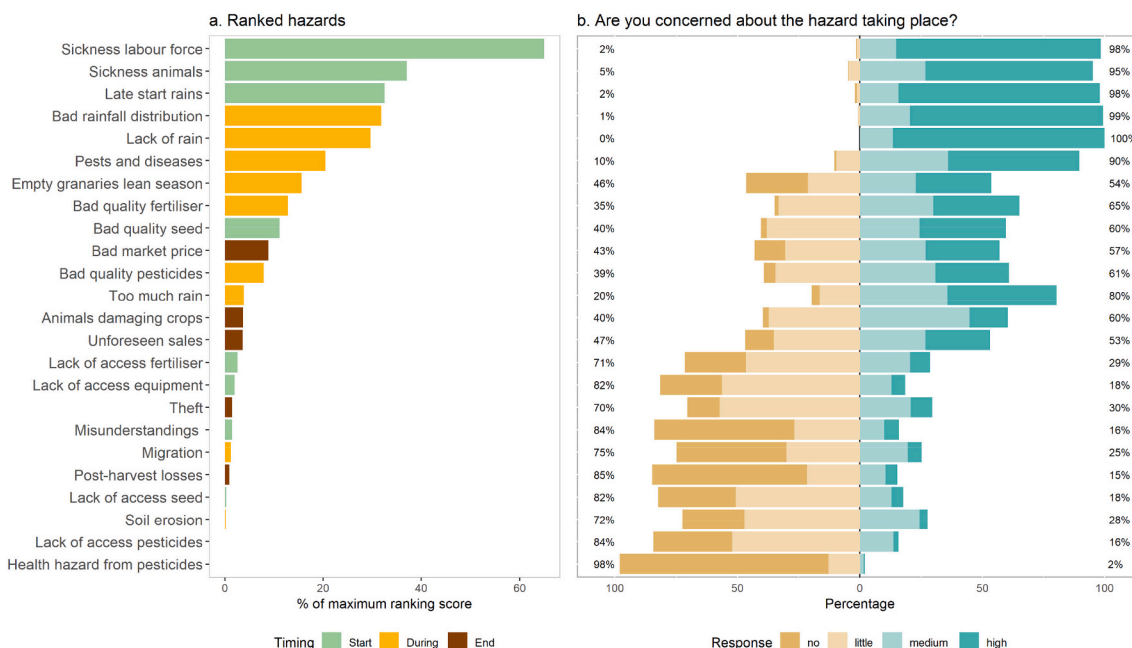 a. Ranked hazards
b. Are you concerned about the hazard taking place?
Sickness labour force 2% 98%
Sickness animals 5% 95%
Late start rains 2% 98%
Bad rainfall distribution 1% 99%
Lack of rain 0% 100%
Pests and diseases 10% 90%
Empty granaries lean season 46% 54%
Bad quality fertiliser 35% 65%
Bad quality seed 40% 60%
Bad market price 43% 57%
Bad quality pesticides 39% 61%
Too much rain 20% 80%
Animals damaging crops 40% 60%
Unforeseen sales 47% 53%
Lack of access fertiliser 71% 29%
Lack of access equipment 82% 18%
Theft 70% 30%
Misunderstandings 84% 16%
Migration 75% 25%
Post-harvest losses 85% 15%
Lack of access seed 82% 18%
Soil erosion 72% 28%
Lack of access pesticides 84% 16%
Health hazard from pesticides 98% 2%
0 20 40 60
100 50 0 50 100
% of maximum ranking score
Percentage
Timing Start During End
Response no little medium high